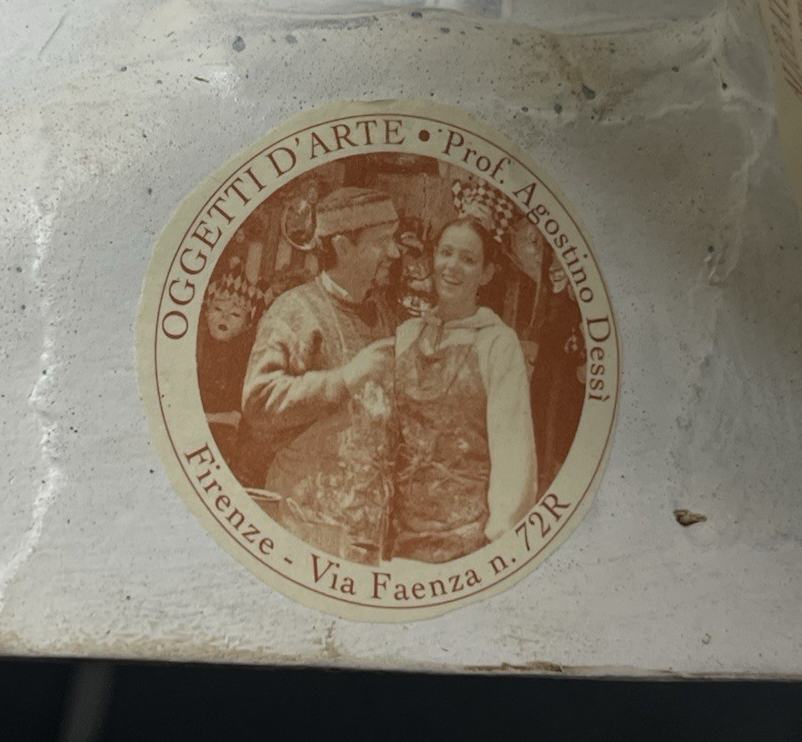 OGGETTI D'ARTE • Prof. Agostino Dessì
Firenze - Via Faenza n. 72R